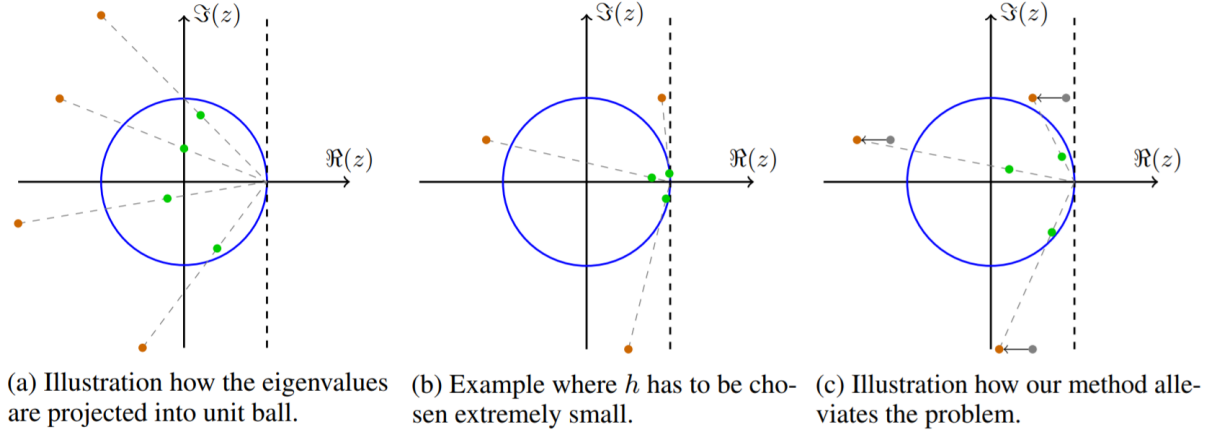 ℑ(z)
ℜ(z)
(a) Illustration how the eigenvalues
are projected into unit ball.
ℑ(z)
ℜ(z)
(b) Example where h has to be cho-
sen extremely small.
ℑ(z)
ℜ(z)
(c) Illustration how our method alle-
viates the problem.